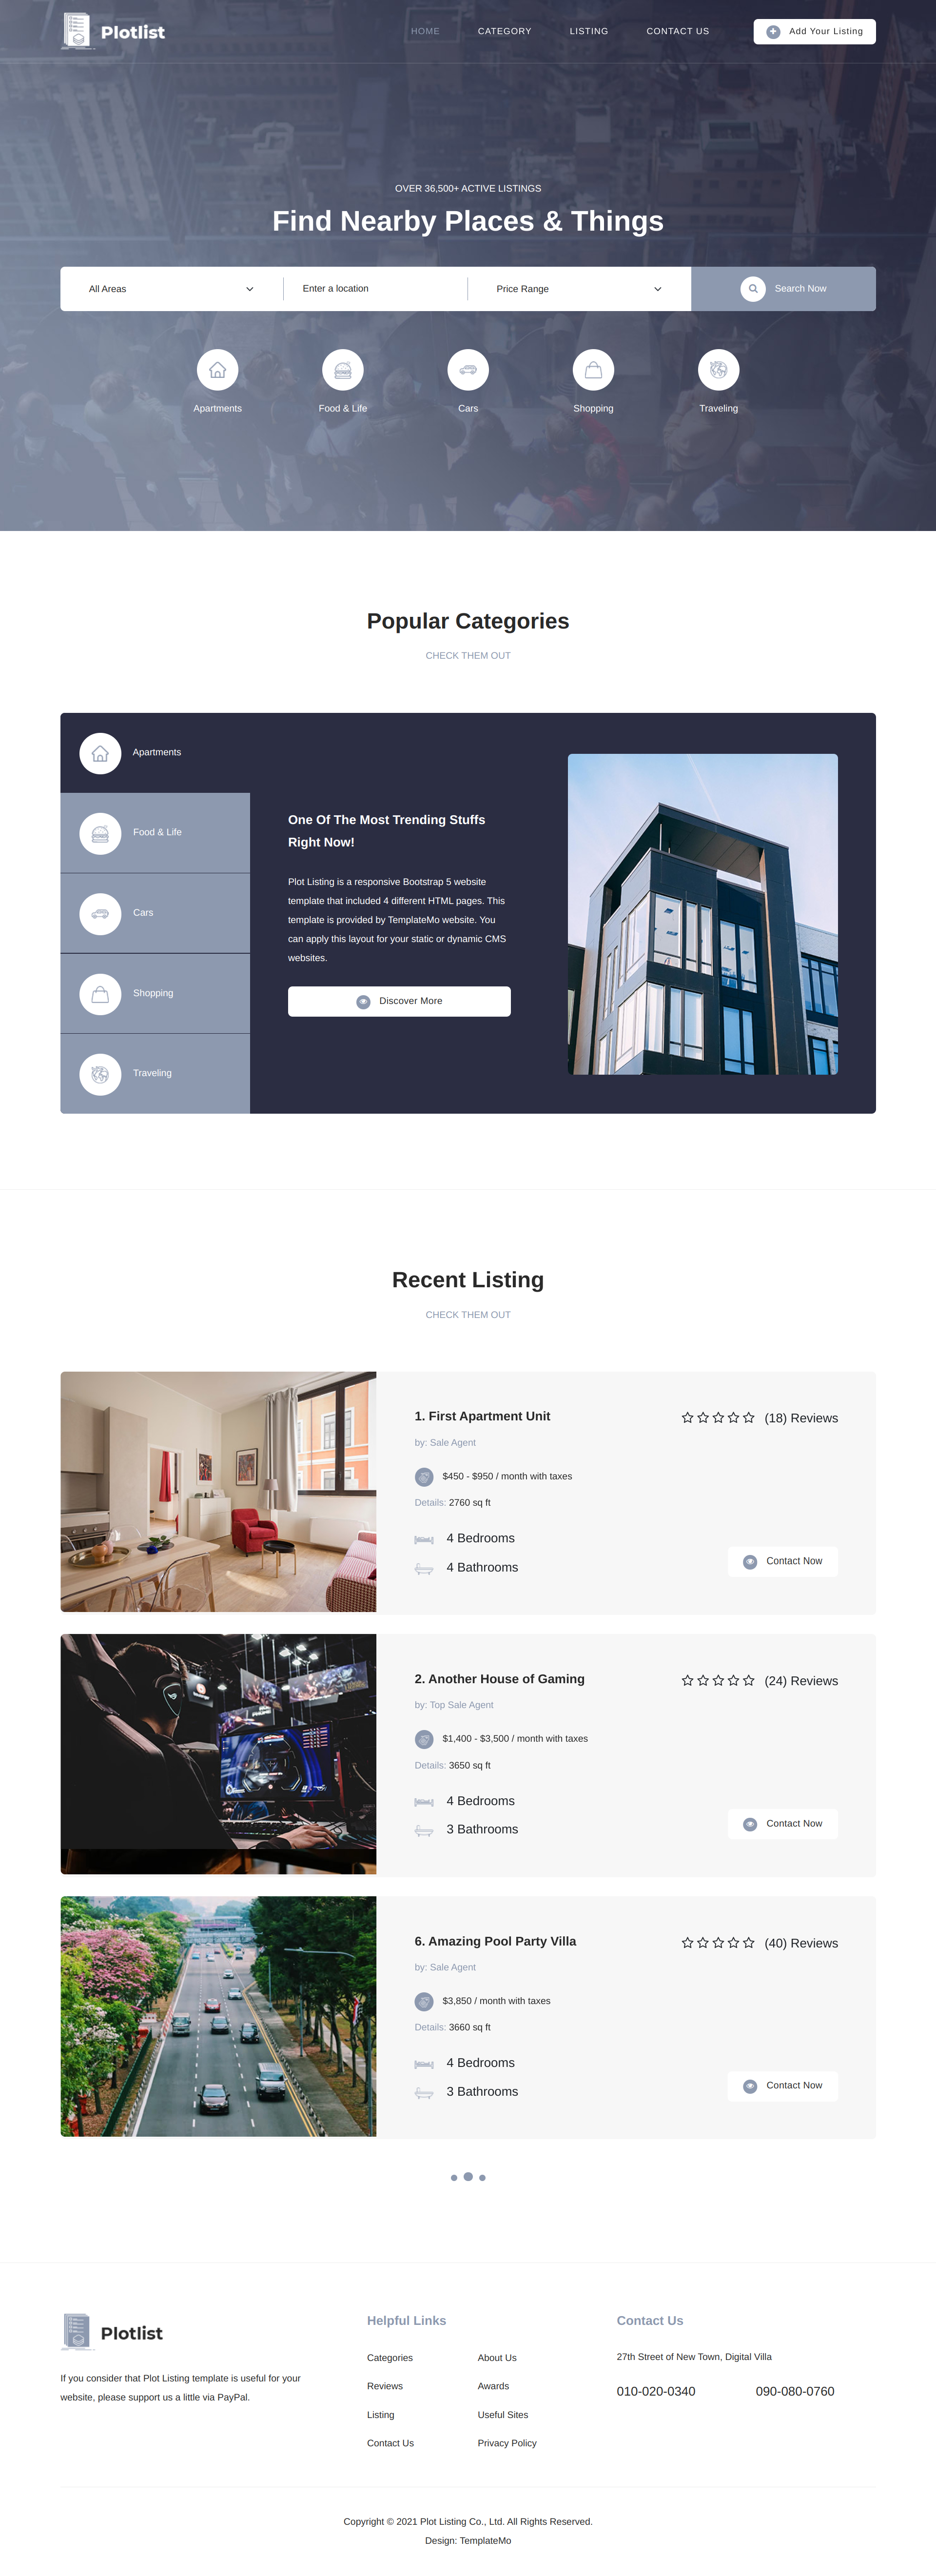 Plotlist
HOME
CATEGORY
LISTING
CONTACT US
Add Your Listing
OVER 36,500+ ACTIVE LISTINGS
Find Nearby Places & Things
All Areas
Enter a location
Price Range
Search Now
Apartments
Food & Life
Cars
Shopping
Traveling
Popular Categories
CHECK THEM OUT
Apartments
Food & Life
Cars
Shopping
Traveling
One Of The Most Trending Stuffs
Right Now!
Plot Listing is a responsive Bootstrap 5 website
template that included 4 different HTML pages. This
template is provided by TemplateMo website. You
can apply this layout for your static or dynamic CMS
websites.
Discover More
Recent Listing
CHECK THEM OUT
1. First Apartment Unit
(18) Reviews
by: Sale Agent
$450 - $950 / month with taxes
Details: 2760 sq ft
4 Bedrooms
4 Bathrooms
Contact Now
2. Another House of Gaming
(24) Reviews
by: Top Sale Agent
$1,400 - $3,500 / month with taxes
Details: 3650 sq ft
4 Bedrooms
3 Bathrooms
Contact Now
6. Amazing Pool Party Villa
(40) Reviews
by: Sale Agent
$3,850 / month with taxes
Details: 3660 sq ft
4 Bedrooms
3 Bathrooms
Contact Now
Plotlist
If you consider that Plot Listing template is useful for your
website, please support us a little via PayPal.
Helpful Links
Categories
Reviews
Listing
Contact Us
About Us
Awards
Useful Sites
Privacy Policy
Contact Us
27th Street of New Town, Digital Villa
010-020-0340
090-080-0760
Copyright © 2021 Plot Listing Co., Ltd. All Rights Reserved.
Design: TemplateMo